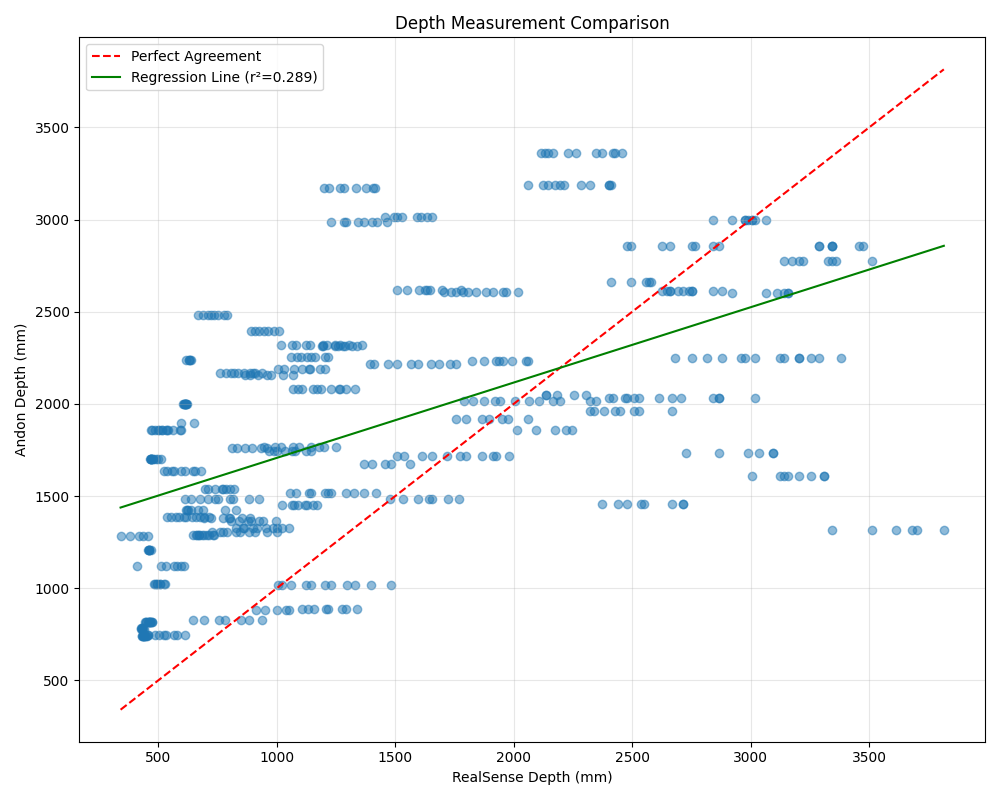 Depth Measurement Comparison
Perfect Agreement
Regression Line (r²=0.289)
Andon Depth (mm)
3500
3000
2500
2000
1500
1000
500
500 1000 1500 2000 2500 3000 3500
RealSense Depth (mm)